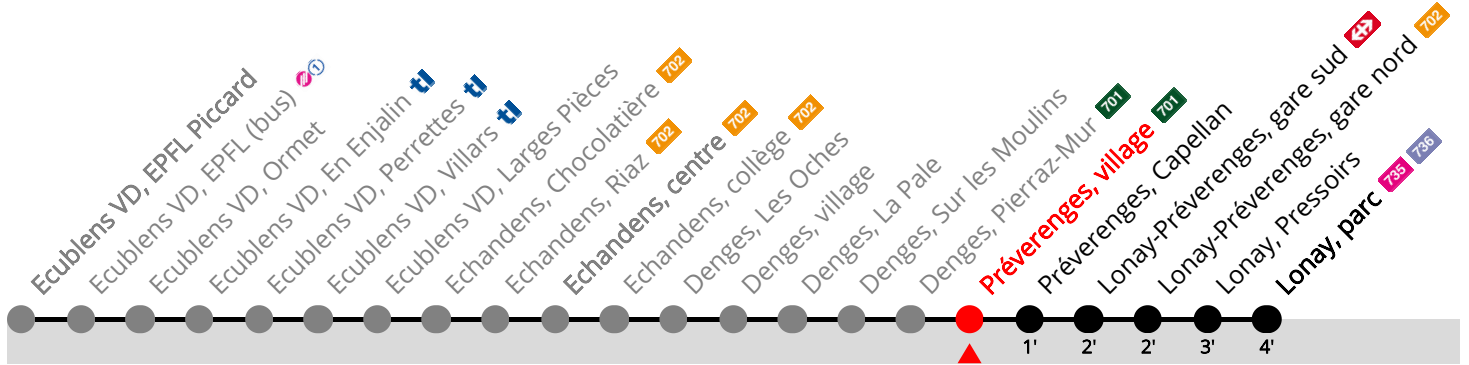 Ecublens VD, EPFL Piccard
Ecublens VD, EPFL (bus) 1
Ecublens VD, Ormet
Ecublens VD, En Enjalin tl
Ecublens VD, Perrettes tl
Ecublens VD, Villars tl
Ecublens VD, Larges Pièces
Echandens, Chocolatière 702
Echandens, Riaz 702
Echandens, centre 702
Echandens, collège 702
Denges, Les Oches
Denges, village
Denges, La Pale
Denges, Sur les Moulins
Denges, Pierraz-Mur 701
Préverenges, village 701
Préverenges, Capellan
Lonay-Préverenges, gare sud
Lonay-Préverenges, gare nord 702
Lonay, Pressoirs
Lonay, parc 735 736
1' 2' 2' 3' 4'